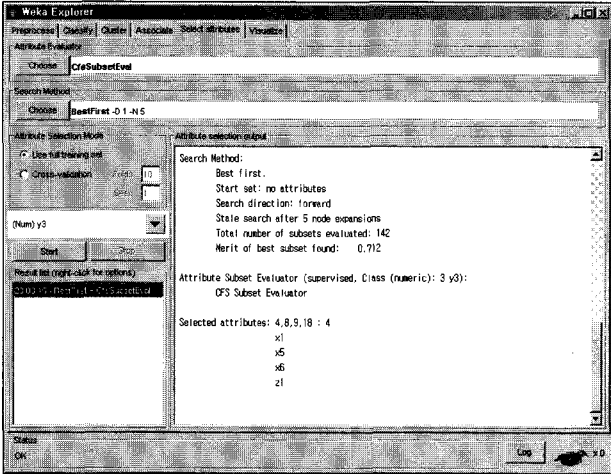 Weka Explorer
Preprocess Classify Cluster Associate Select attributes Visualize
Attribute Evaluator
Choose CfsSubsetEval
Search Method
Choose BestFirst -D 1 -N 5
Attribute Selection Mode
Use full training set
Cross-validation Folds 10
Seed 1
(Num) y3
Start Stop
Result list (right-click for options)
Attribute selection output
Search Method:
Best first.
Start set: no attributes
Search direction: forward
Stale search after 5 node expansions
Total number of subsets evaluated: 142
Merit of best subset found: 0.712
Attribute Subset Evaluator (supervised, Class (numeric): 3 y3):
CFS Subset Evaluator
Selected attributes: 4,8,9,18 : 4
x1
x5
x6
z1
Status
OK
Log
x 0